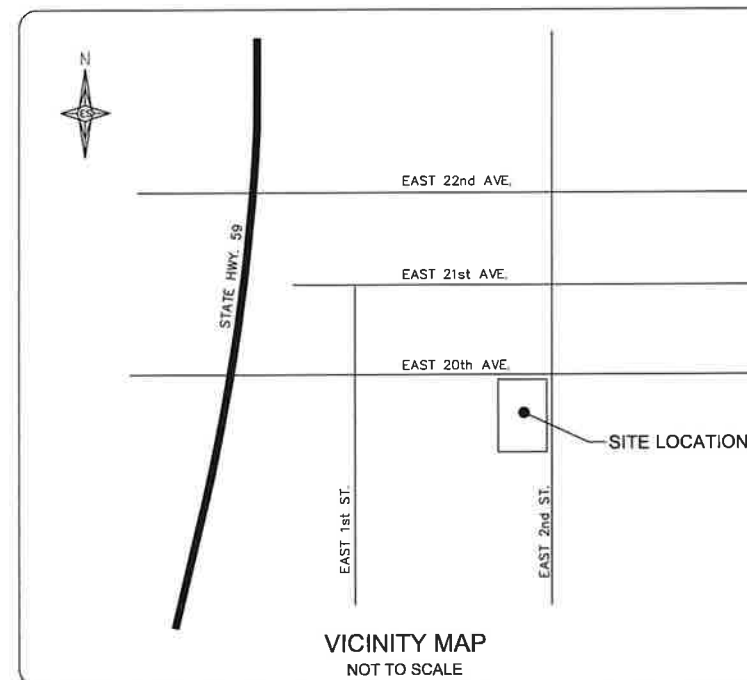 N
ES
EAST 22nd AVE.
STATE HWY. 59
EAST 21st AVE.
EAST 20th AVE.
SITE LOCATION
EAST 1st ST.
EAST 2nd ST.
VICINITY MAP
NOT TO SCALE